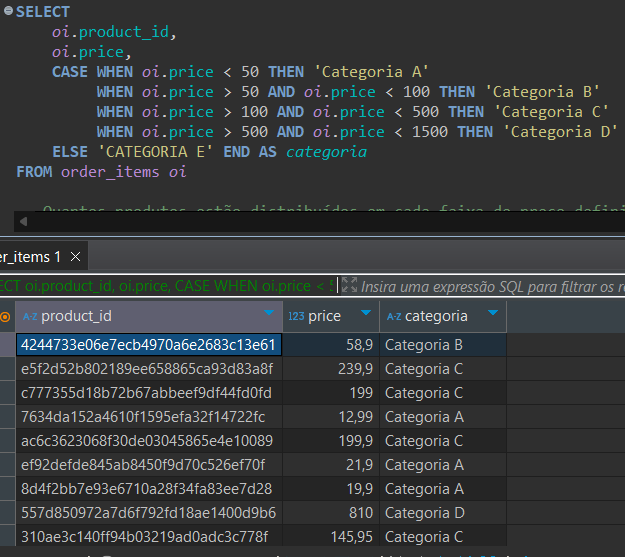 SELECT
oi.product_id,
oi.price,
CASE WHEN oi.price < 50 THEN 'Categoria A'
WHEN oi.price > 50 AND oi.price < 100 THEN 'Categoria B'
WHEN oi.price > 100 AND oi.price < 500 THEN 'Categoria C'
WHEN oi.price > 500 AND oi.price < 1500 THEN 'Categoria D'
ELSE 'CATEGORIA E' END AS categoria
FROM order_items oi
Quantos produtos estão distribuídos em cada faixa de preço defini
er_items 1
ECT oi.product_id, oi.price, CASE WHEN oi.price < 5 Insira uma expressão SQL para filtrar os re
A-Z product_id 123 price A-Z categoria
4244733e06e7ecb4970a6e2683c13e61 58,9 Categoria B
e5f2d52b802189ee658865ca93d83a8f 239,9 Categoria C
c777355d18b72b67abbeef9df44fd0fd 199 Categoria C
7634da152a4610f1595efa32f14722fc 12,99 Categoria A
ac6c3623068f30de03045865e4e10089 199,9 Categoria C
ef92defde845ab8450f9d70c526ef70f 21,9 Categoria A
8d4f2bb7e93e6710a28f34fa83ee7d28 19,9 Categoria A
557d850972a7d6f792fd18ae1400d9b6 810 Categoria D
310ae3c140ff94b03219ad0adc3c778f 145,95 Categoria C